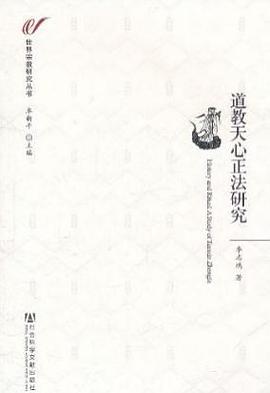 世界宗教研究丛书
卓新平
主编
道教天心正法研究
History and Ritual: A Study of Tianxin Zhengfa
李志鸿 著
社会科学文献出版社